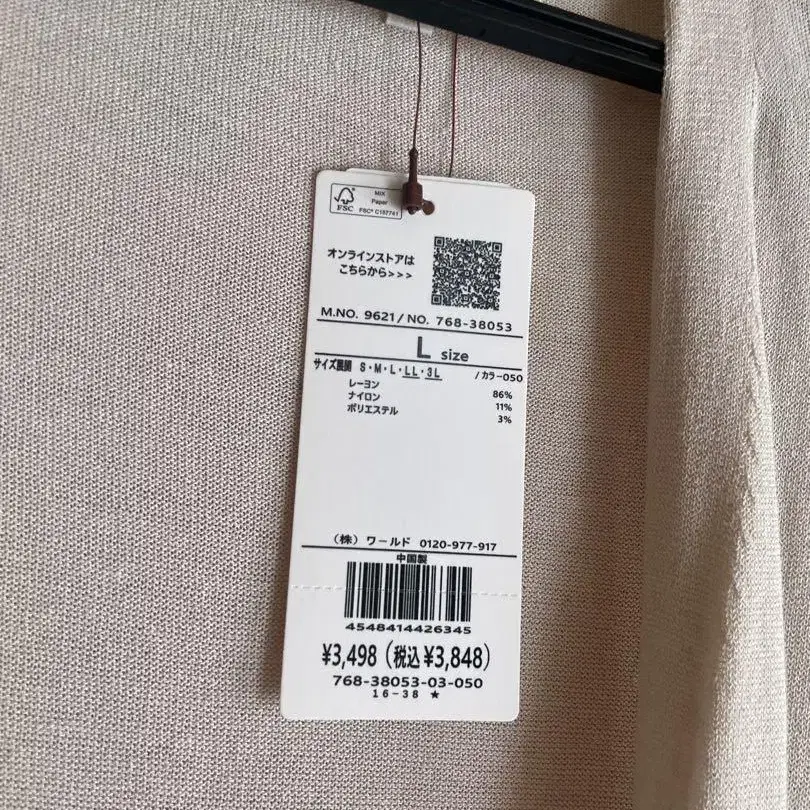 FSC
MIX
Paper
FSC® C157741
オンラインストアは
こちらから>>>
M.NO. 9621 / NO. 768-38053
L size
サイズ展開 S・M・L・LL・3L /カラー050
レーヨン 86%
ナイロン 11%
ポリエステル 3%
(株) ワールド 0120-977-917
中国製
4548414426345
¥3,498 (税込 ¥3,848)
768-38053-03-050
16-38 ★